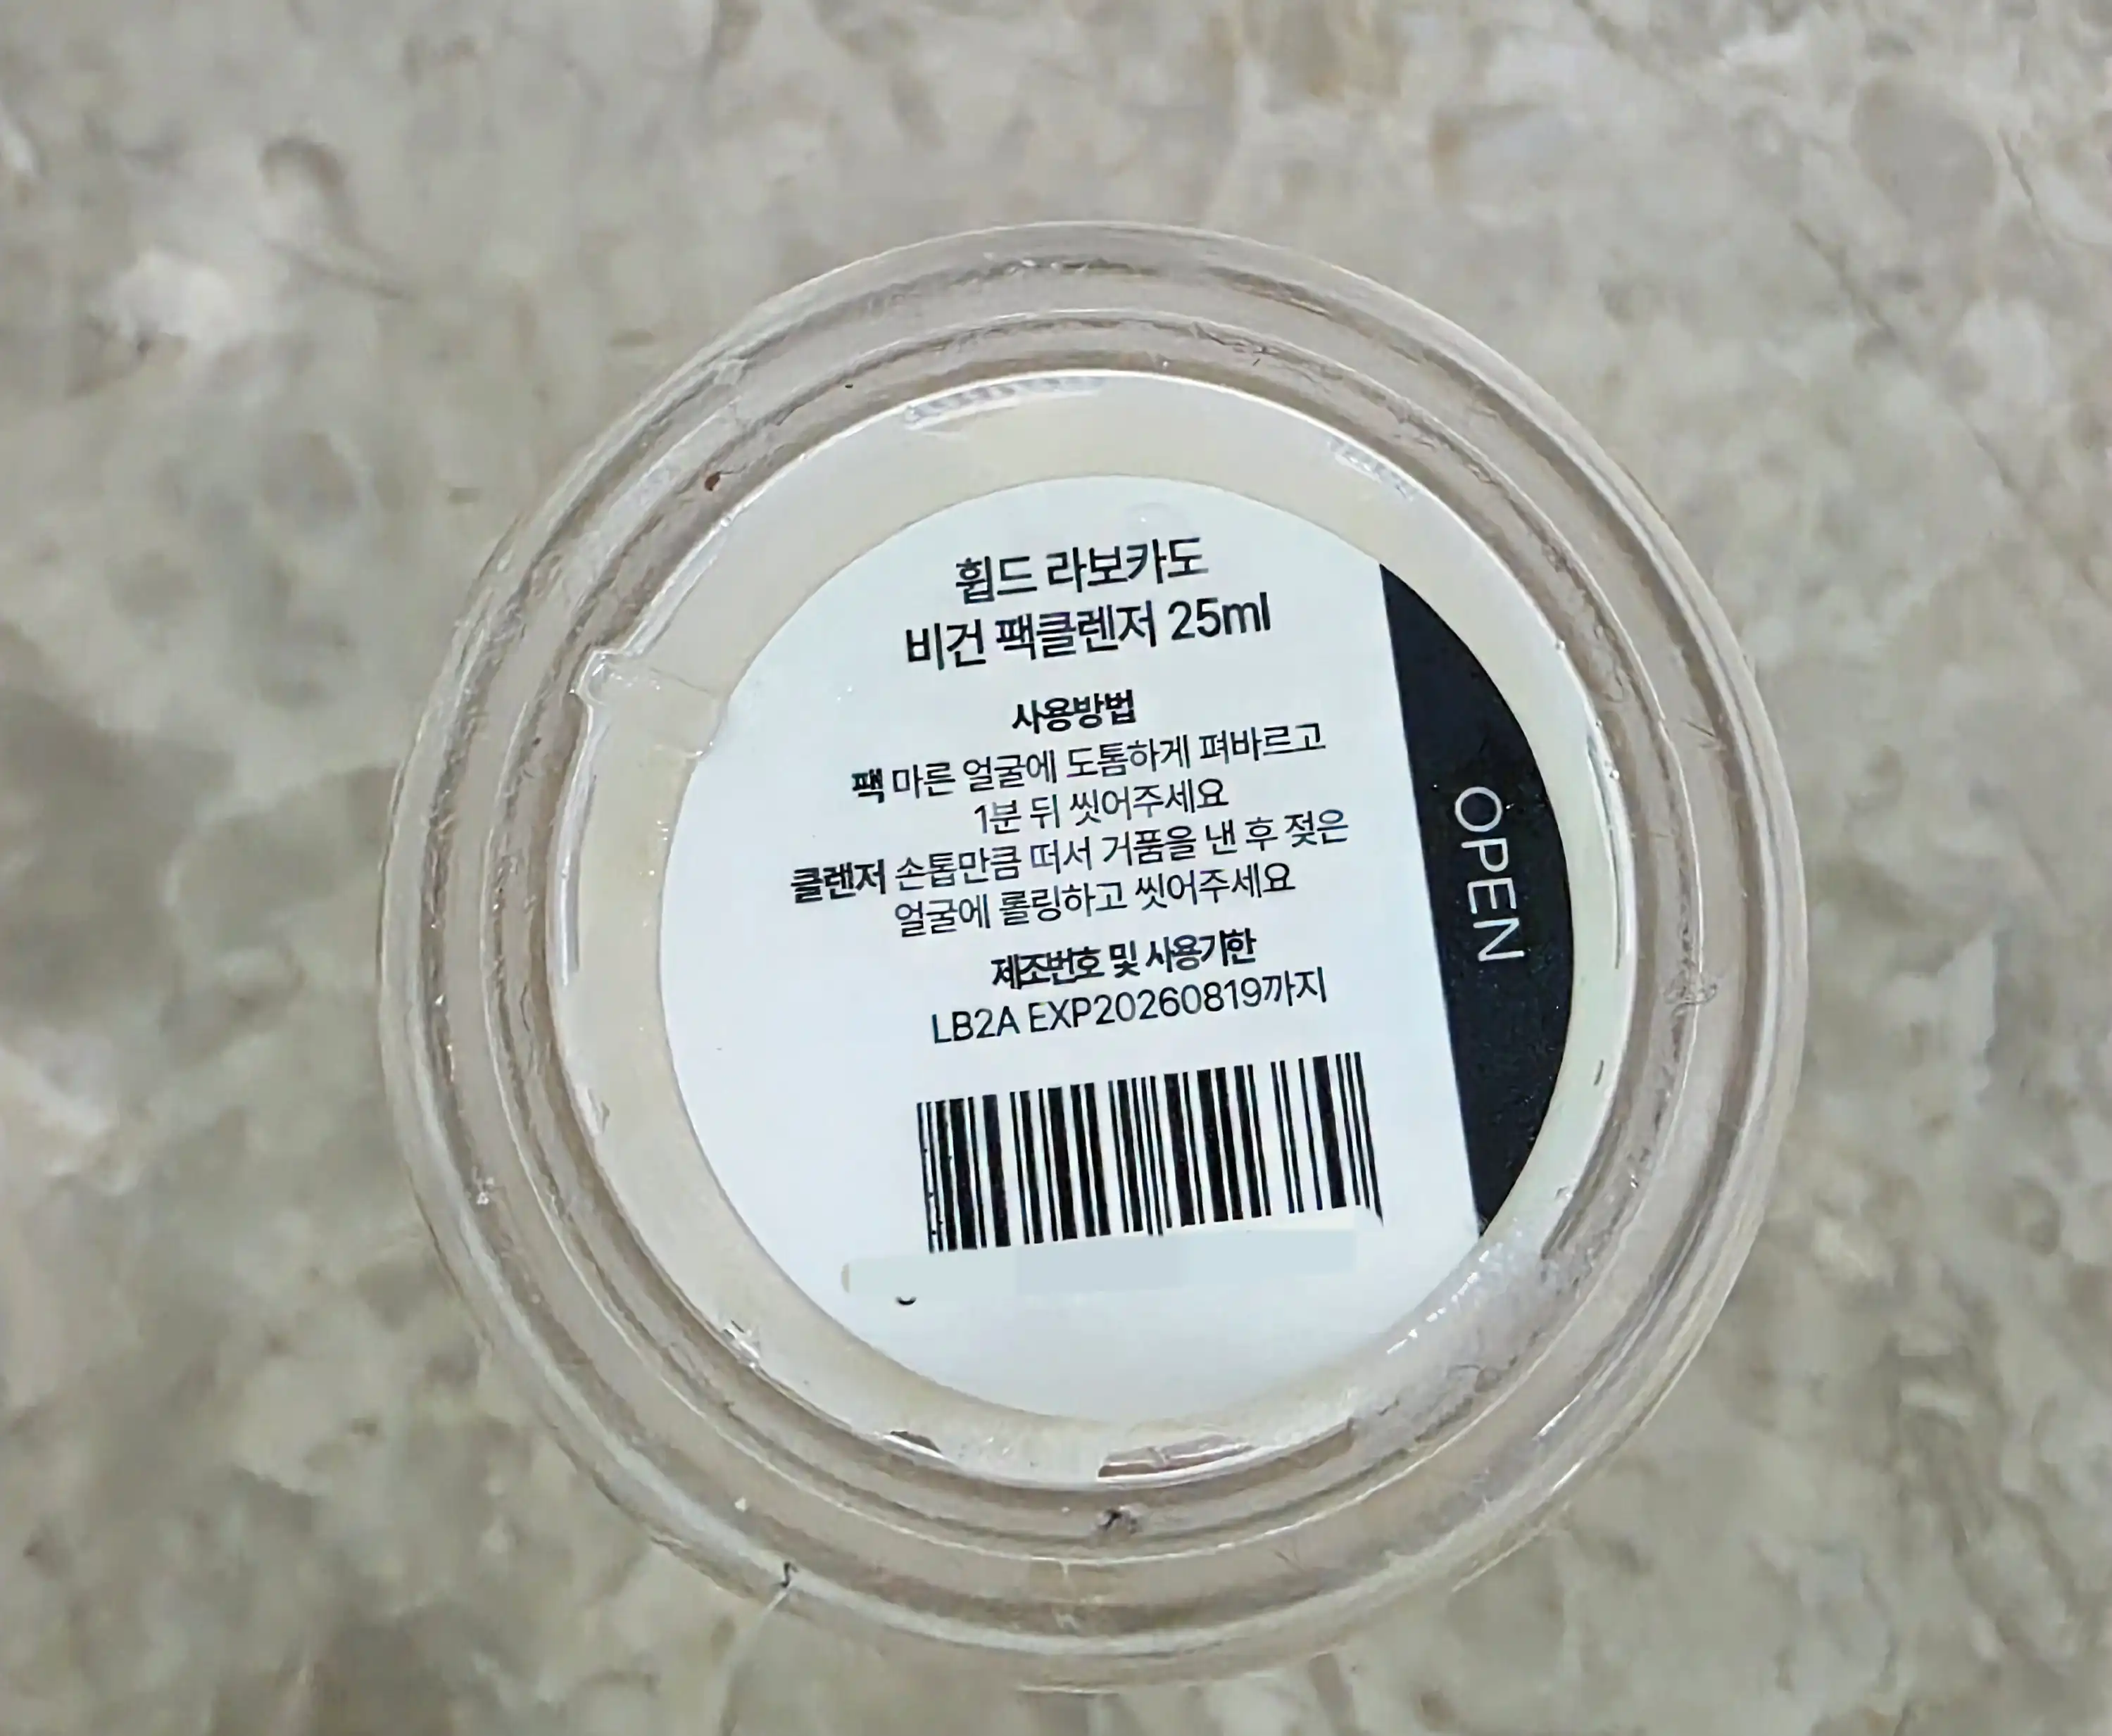 휩드 라보카도
비건 팩클렌저 25ml
사용방법
팩 마른 얼굴에 도톰하게 펴바르고
1분 뒤 씻어주세요
클렌저 손톱만큼 떠서 거품을 낸 후 젖은
얼굴에 롤링하고 씻어주세요
제조번호 및 사용기한
LB2A EXP20260819까지
OPEN